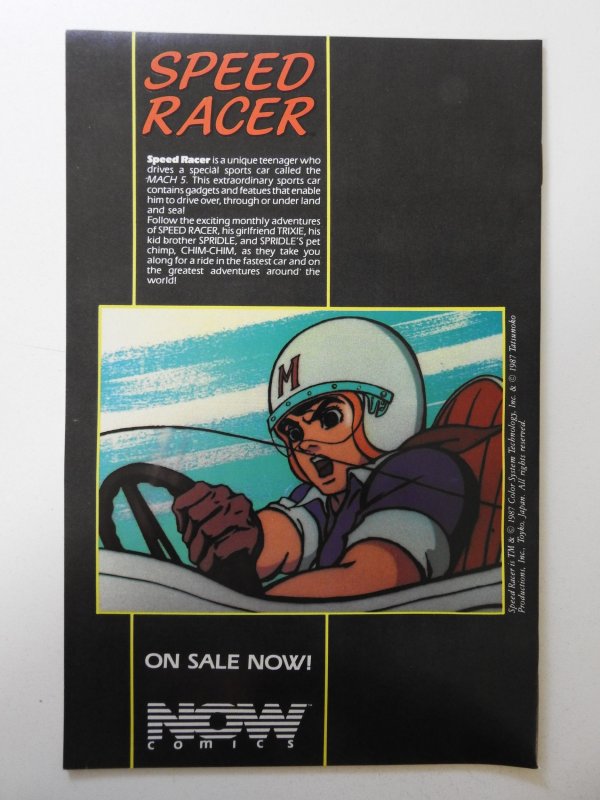 SPEED
RACER
Speed Racer is a unique teenager who
drives a special sports car called the
MACH 5. This extraordinary sports car
contains gadgets and featues that enable
him to drive over, through or under land
and sea!
Follow the exciting monthly adventures
of SPEED RACER, his girlfriend TRIXIE, his
kid brother SPRIDLE, and SPRIDLE'S pet
chimp, CHIM-CHIM, as they take you
along for a ride in the fastest car and on
the greatest adventures around the
world!
M
Speed Racer is TM & © 1987 Color System Technology, Inc. & © 1987 Tatsunoko
Productions, Inc., Toyko, Japan. All rights reserved.
ON SALE NOW!
NOW™
COMICS